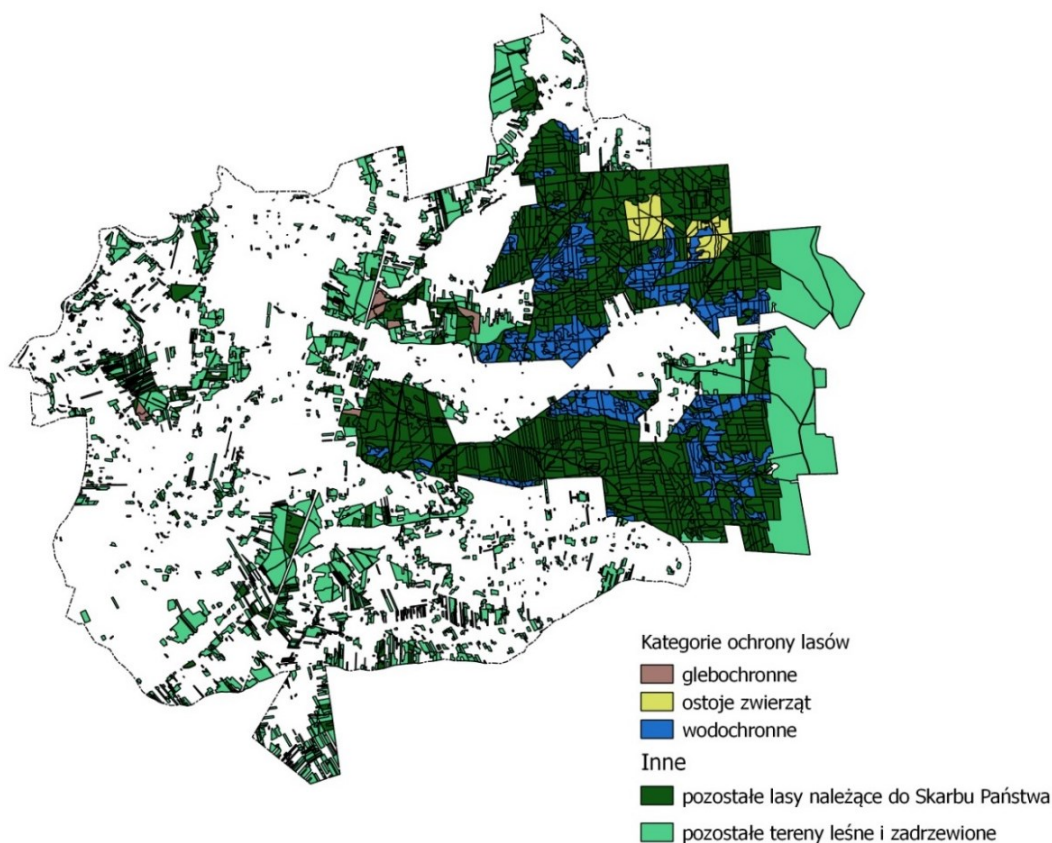 Kategorie ochrony lasów
glebochronne
ostoje zwierząt
wodochronne
Inne
pozostałe lasy należące do Skarbu Państwa
pozostałe tereny leśne i zadrzewione